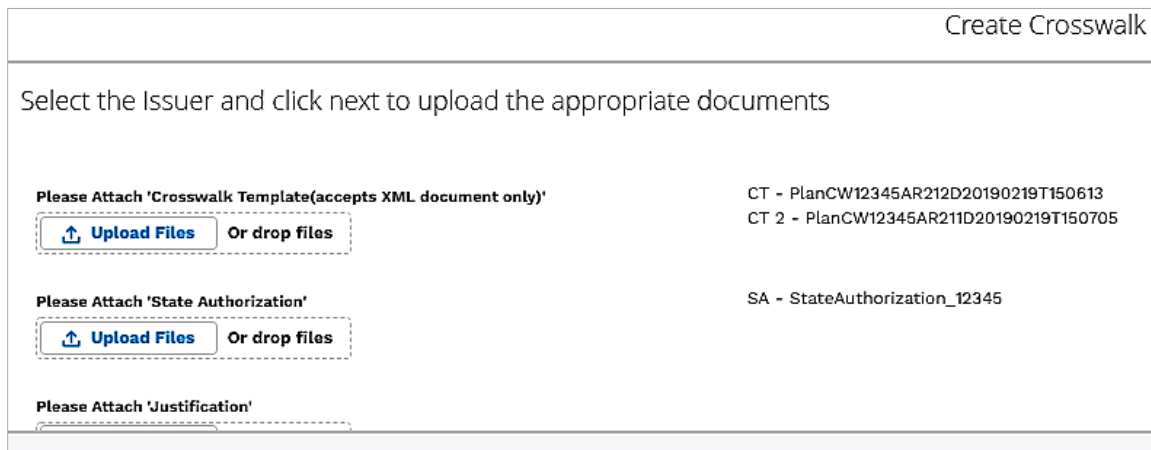 Create Crosswalk
Select the Issuer and click next to upload the appropriate documents
Please Attach 'Crosswalk Template(accepts XML document only)'
CT - PlanCW12345AR212D20190219T150613
Upload Files Or drop files
CT 2 - PlanCW12345AR211D20190219T150705
Please Attach 'State Authorization'
SA - StateAuthorization_12345
Upload Files Or drop files
Please Attach 'Justification'